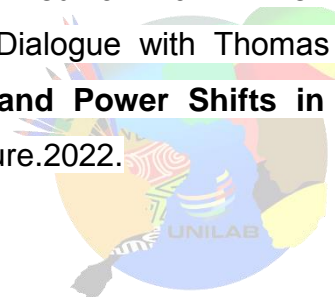 Dialogue with Thomas
and Power Shifts in
ure.2022.
UNILAB